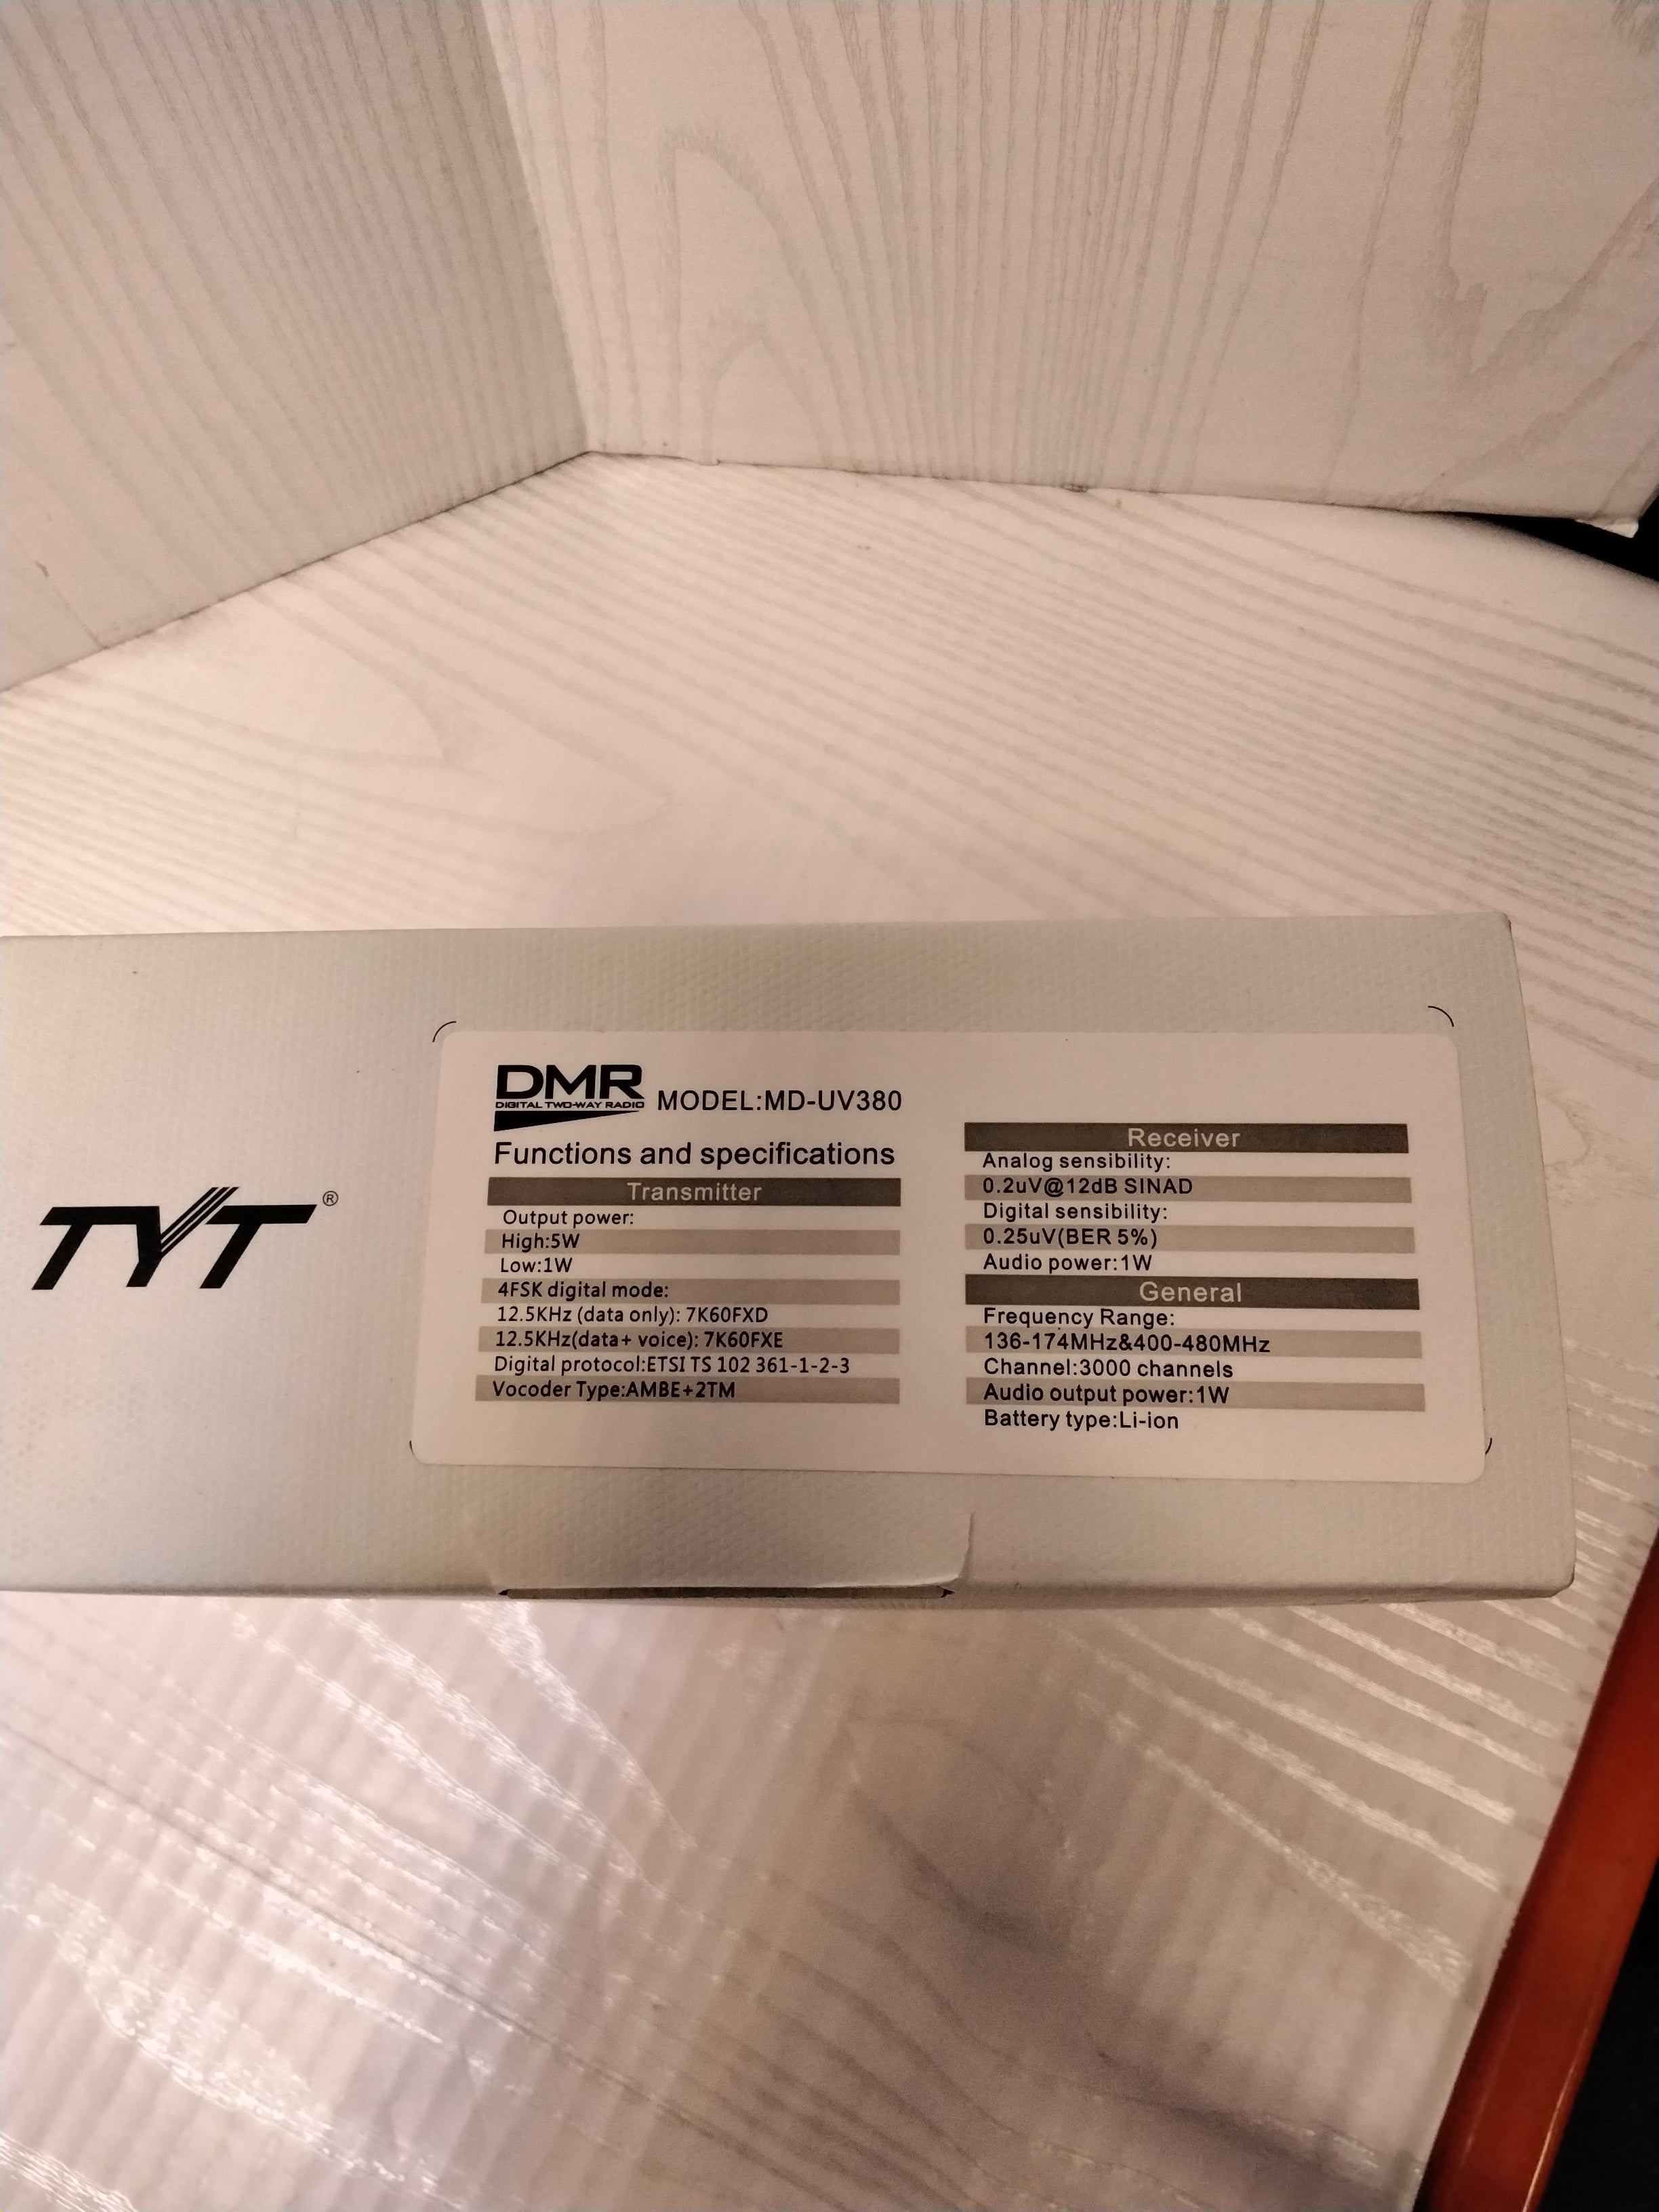 TYT®
DMR
DIGITAL TWO-WAY RADIO
MODEL:MD-UV380
Functions and specifications
Transmitter
Output power:
High:5W
Low:1W
4FSK digital mode:
12.5KHz (data only): 7K60FXD
12.5KHz(data+ voice): 7K60FXE
Digital protocol:ETSI TS 102 361-1-2-3
Vocoder Type:AMBE+2TM
Receiver
Analog sensibility:
0.2uV@12dB SINAD
Digital sensibility:
0.25uV(BER 5%)
Audio power:1W
General
Frequency Range:
136-174MHz&400-480MHz
Channel:3000 channels
Audio output power:1W
Battery type:Li-ion